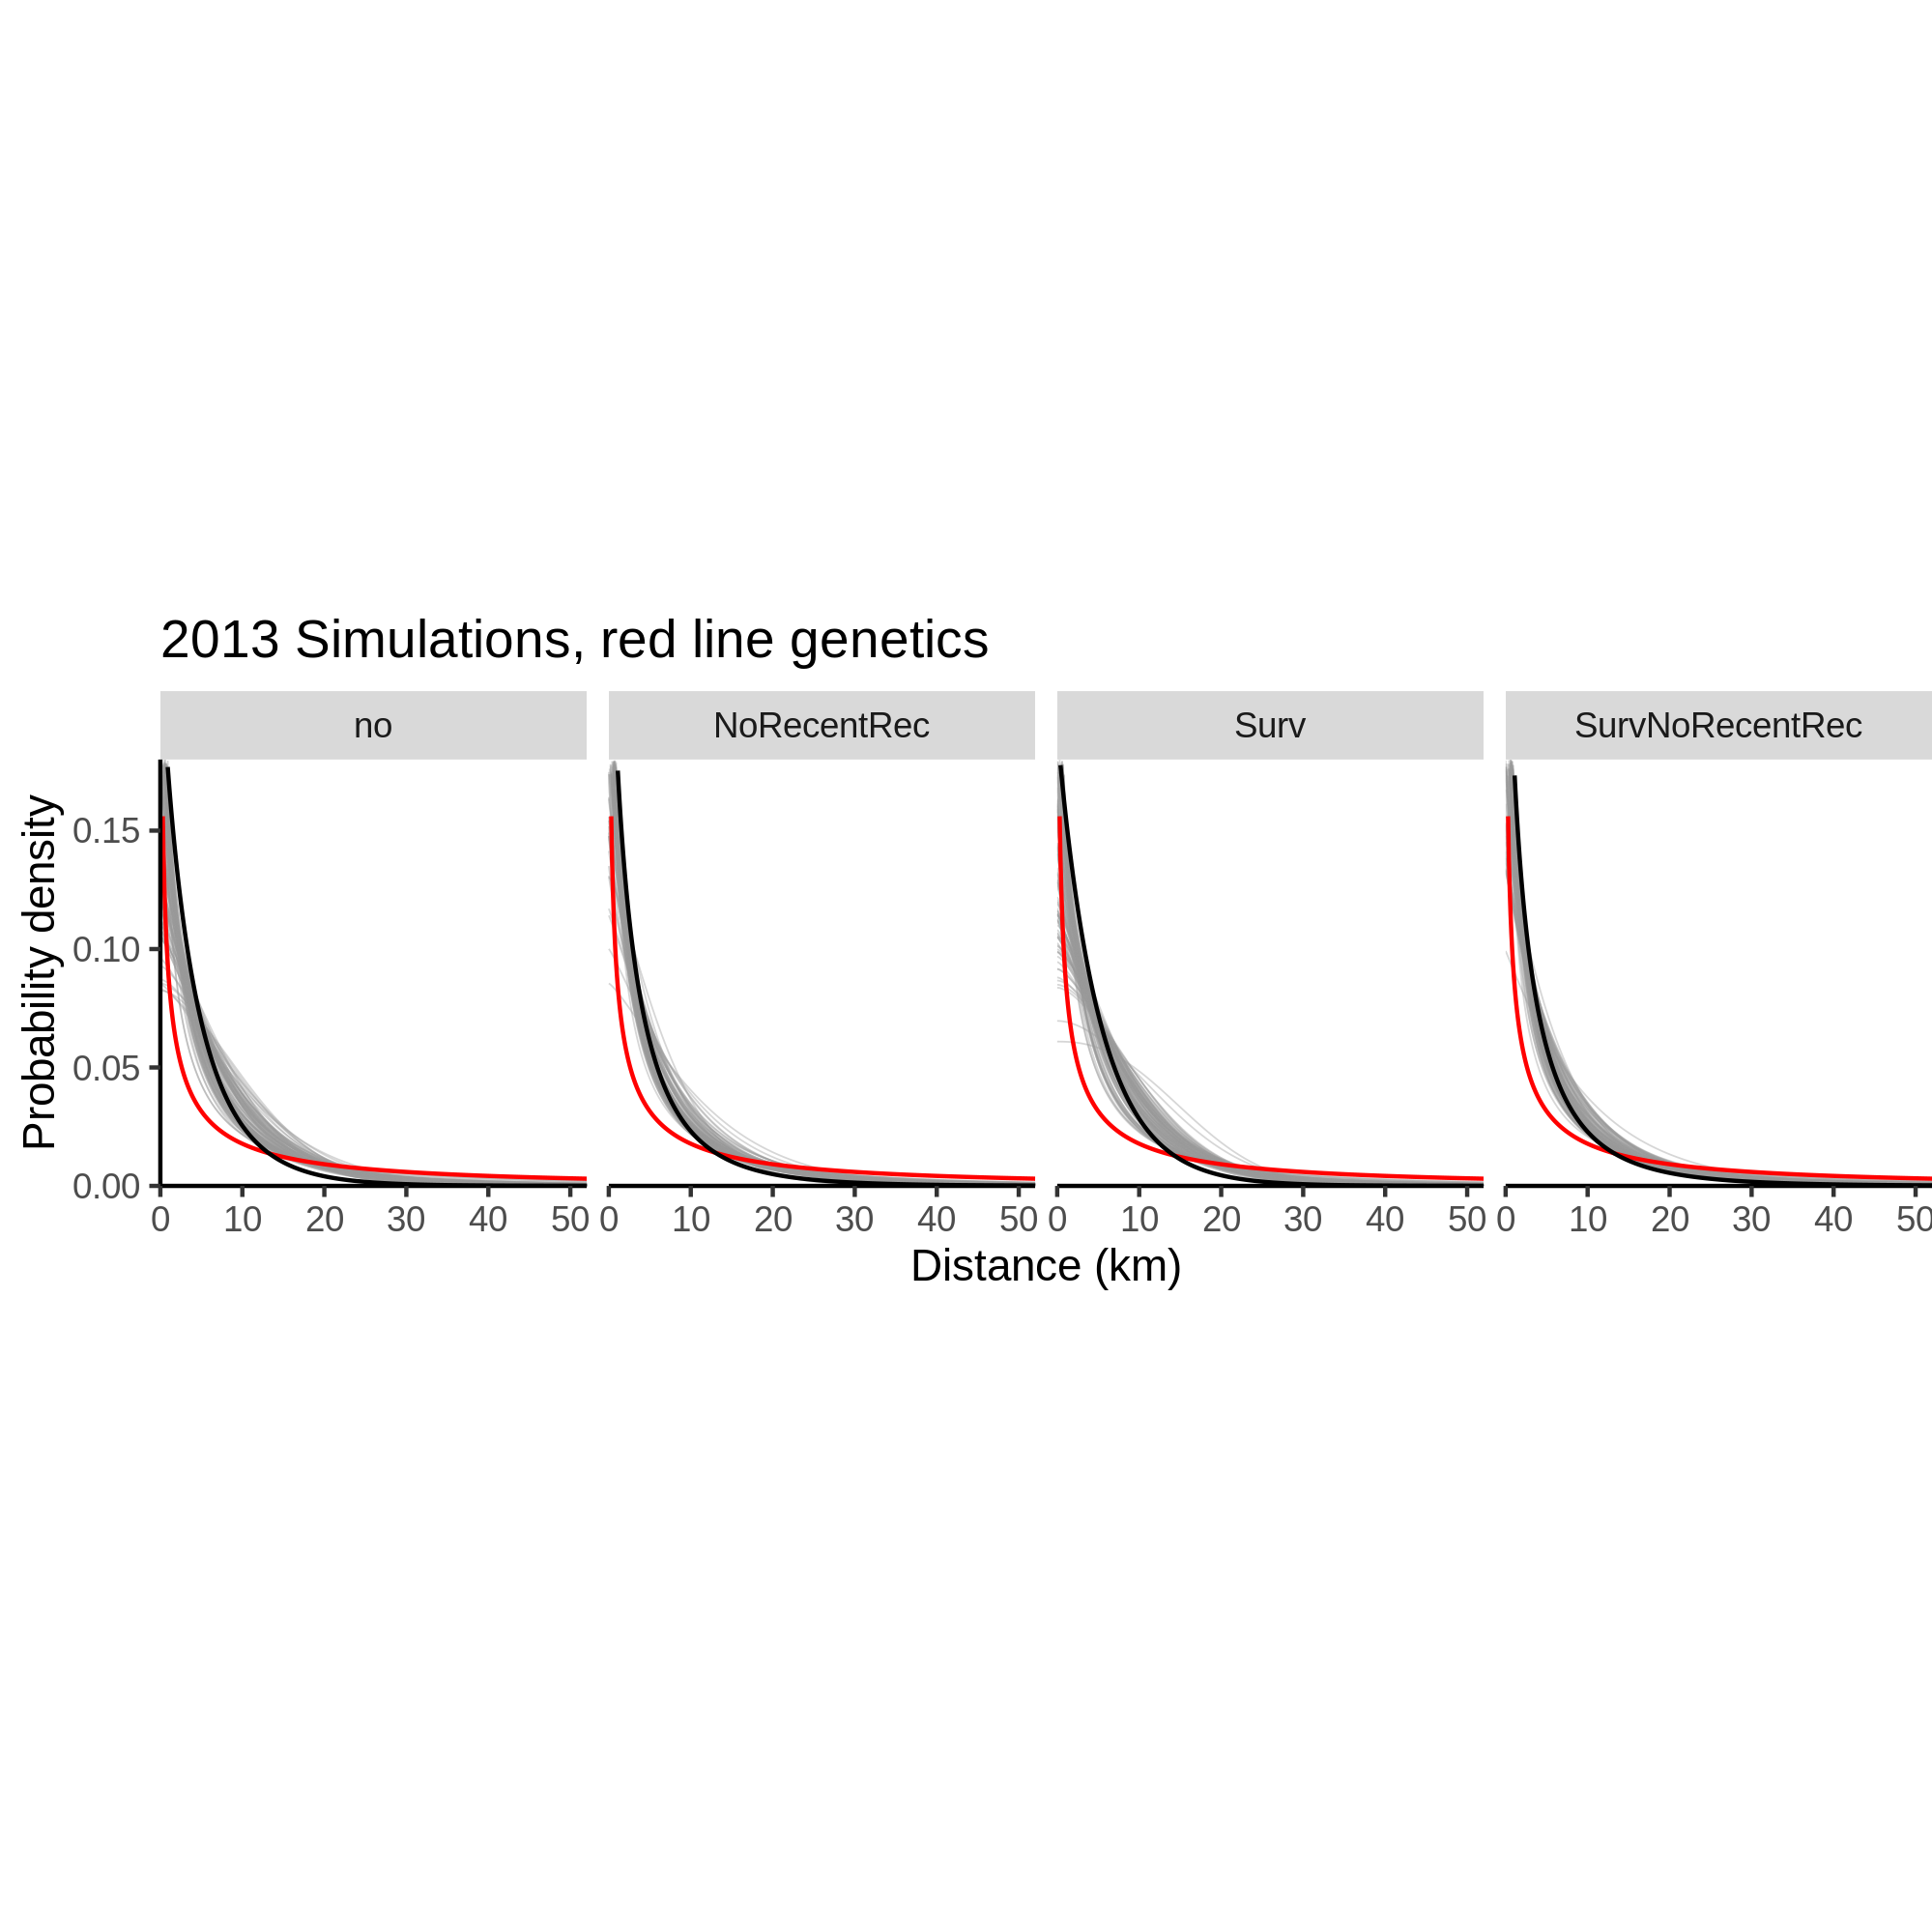 2013 Simulations, red line genetics
no NoRecentRec Surv SurvNoRecentRec
Probability density
0.15
0.10
0.05
0.00
0 10 20 30 40 50 0 10 20 30 40 50 0 10 20 30 40 50 0 10 20 30 40 50
Distance (km)